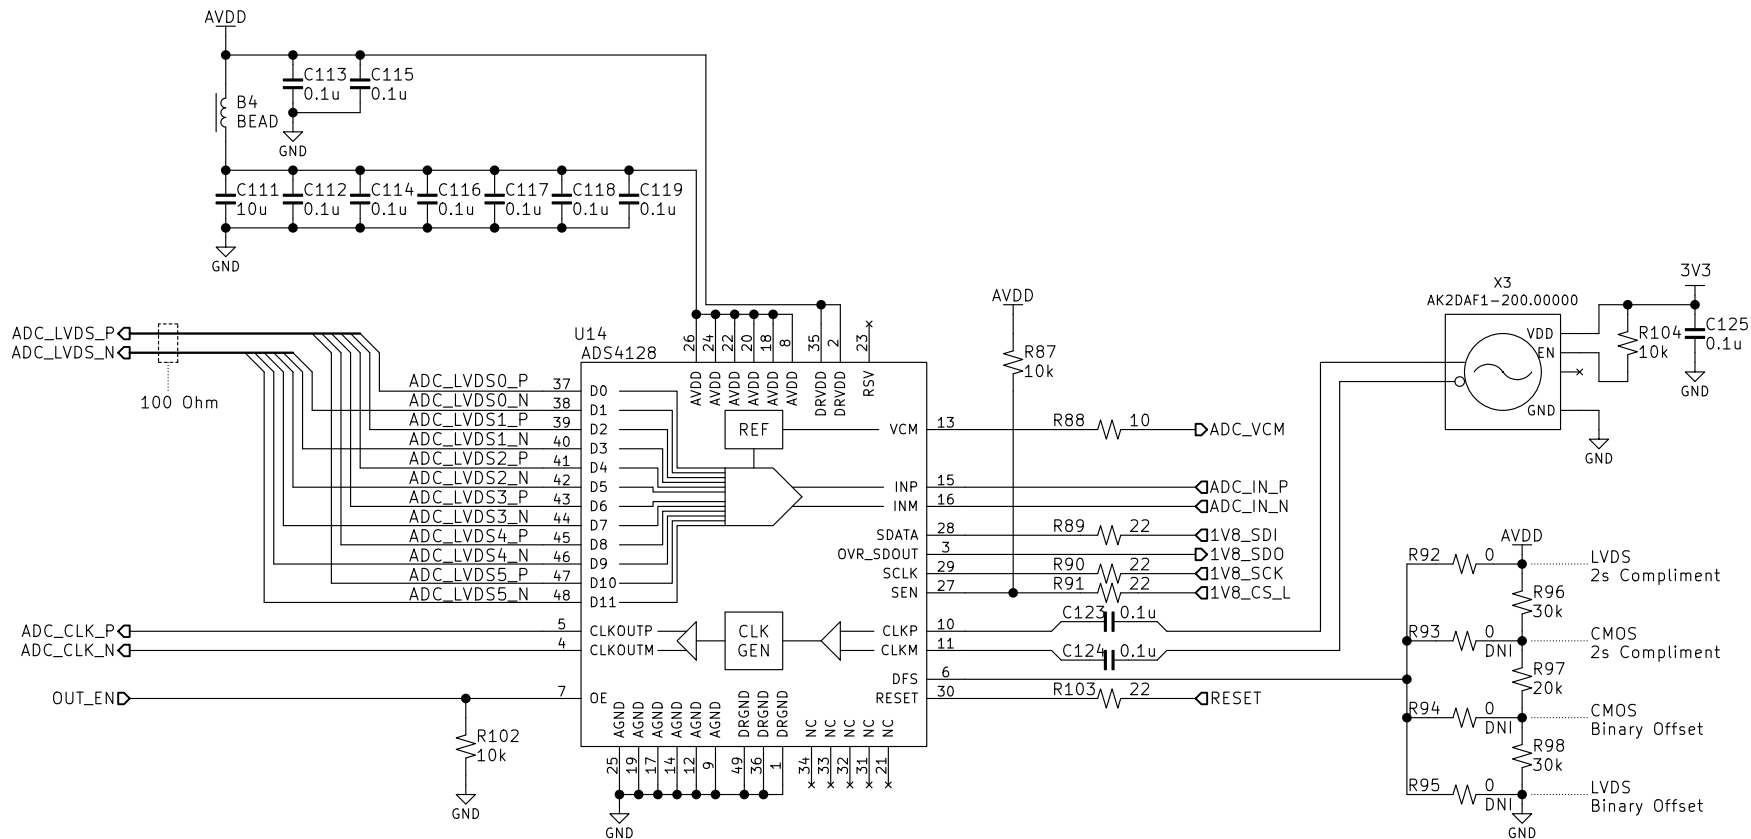 AVDD
C113
0.1u
C115
0.1u
B4
BEAD
GND
C111
10u
C112
0.1u
C114
0.1u
C116
0.1u
C117
0.1u
C118
0.1u
C119
0.1u
GND
ADC_LVDS_P
ADC_LVDS_N
100 Ohm
U14
ADS4128
ADC_LVDS0_P 37 D0
ADC_LVDS0_N 38 D1
ADC_LVDS1_P 39 D2
ADC_LVDS1_N 40 D3
ADC_LVDS2_P 41 D4
ADC_LVDS2_N 42 D5
ADC_LVDS3_P 43 D6
ADC_LVDS3_N 44 D7
ADC_LVDS4_P 45 D8
ADC_LVDS4_N 46 D9
ADC_LVDS5_P 47 D10
ADC_LVDS5_N 48 D11
ADC_CLK_P 5 CLKOUTP
ADC_CLK_N 4 CLKOUTM
OUT_EN 7 OE
R102
10k
GND
26 AVDD
24 AVDD
22 AVDD
20 AVDD
18 AVDD
8 AVDD
35 DRVDD
2 DRVDD
23 RSV
REF
CLK
GEN
25 AGND
19 AGND
17 AGND
14 AGND
12 AGND
9 AGND
49 DRGND
36 DRGND
1 DRGND
34 NC
33 NC
32 NC
31 NC
21 NC
GND
AVDD
R87
10k
VCM 13 R88 10 ADC_VCM
INP 15 ADC_IN_P
INM 16 ADC_IN_N
SDATA 28 R89 22 1V8_SDI
OVR_SDOUT 3 1V8_SDO
SCLK 29 R90 22 1V8_SCK
SEN 27 R91 22 1V8_CS_L
CLKP 10 C123 0.1u
CLKM 11 C124 0.1u
DFS 6
RESET 30 R103 22 RESET
X3
AK2DAF1-200.00000
VDD
EN
GND
GND
3V3
R104
10k
C125
0.1u
GND
AVDD
R92 0 LVDS
2s Compliment
R96
30k
R93 0 DNI CMOS
2s Compliment
R97
20k
R94 0 DNI CMOS
Binary Offset
R98
30k
R95 0 DNI LVDS
Binary Offset
GND